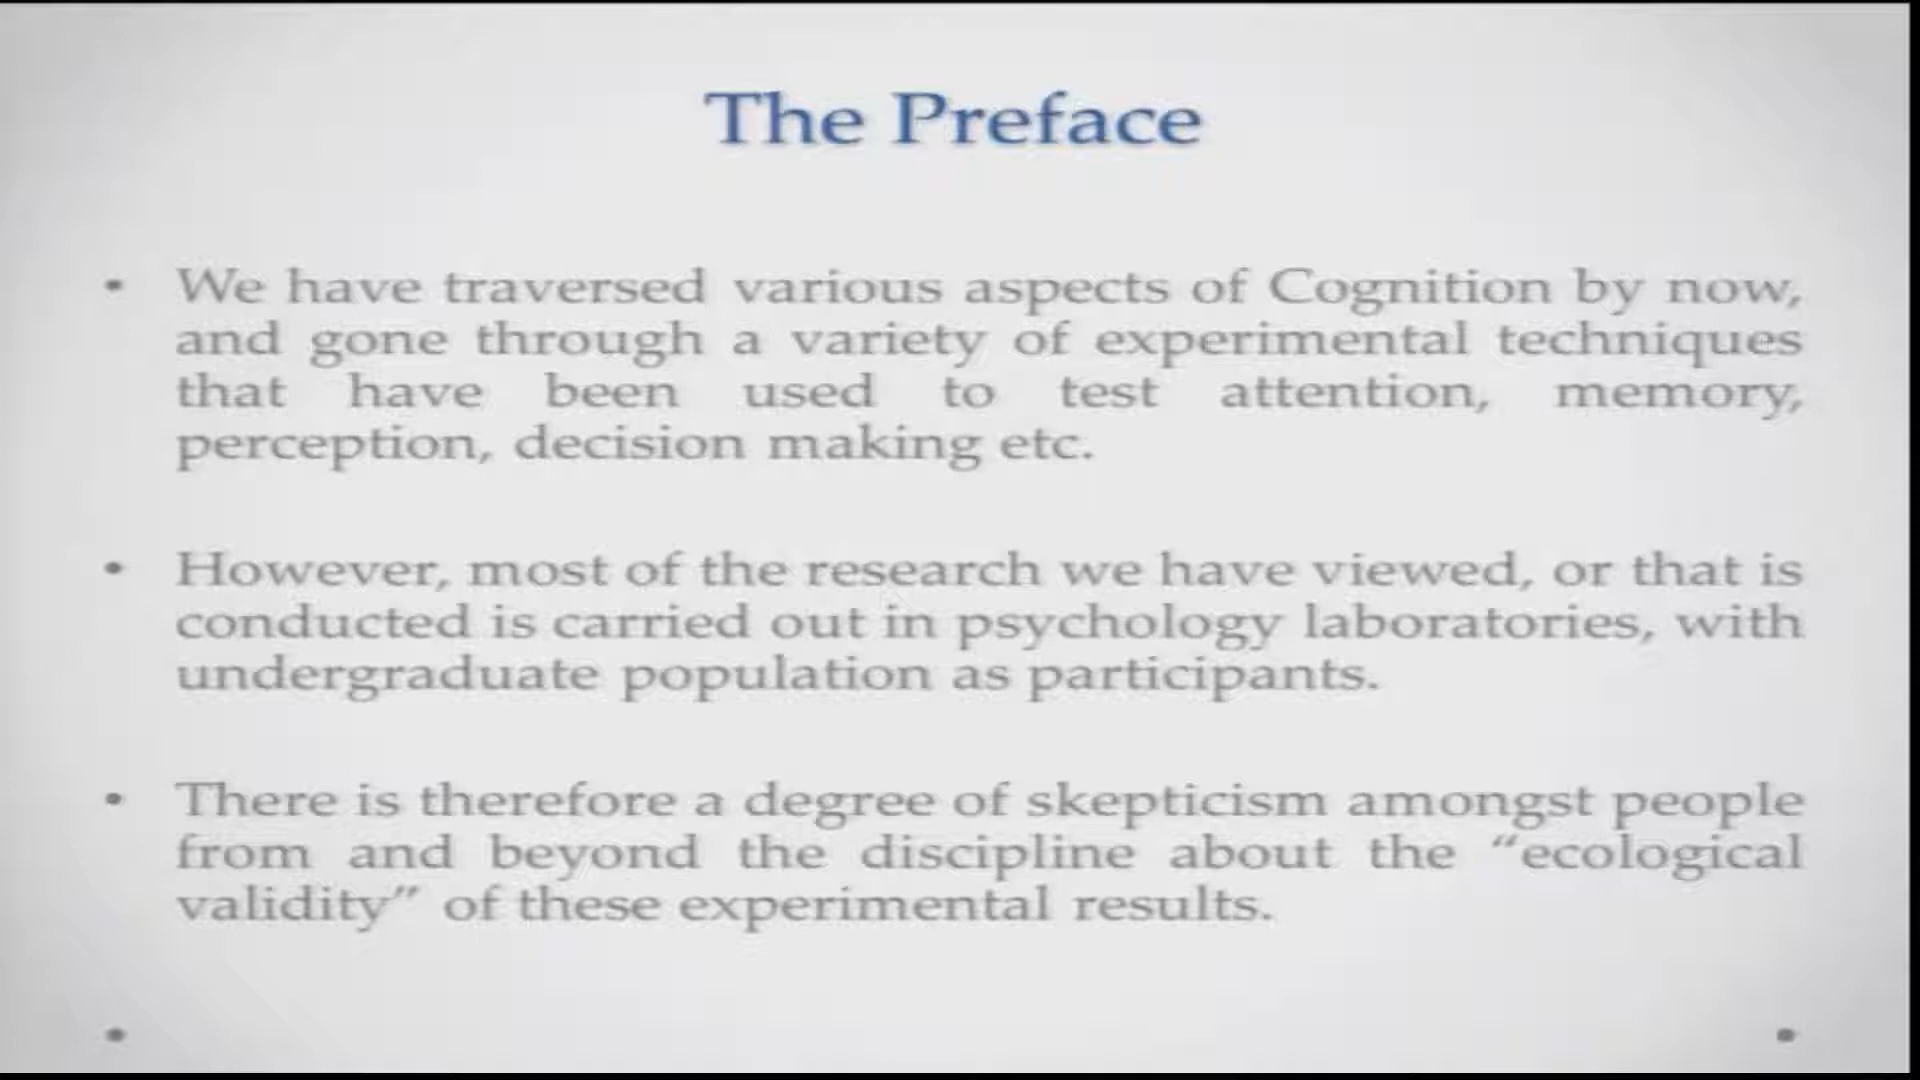 The Preface
• We have traversed various aspects of Cognition by now,
and gone through a variety of experimental techniques
that have been used to test attention, memory,
perception, decision making etc.
• However, most of the research we have viewed, or that is
conducted is carried out in psychology laboratories, with
undergraduate population as participants.
• There is therefore a degree of skepticism amongst people
from and beyond the discipline about the “ecological
validity” of these experimental results.